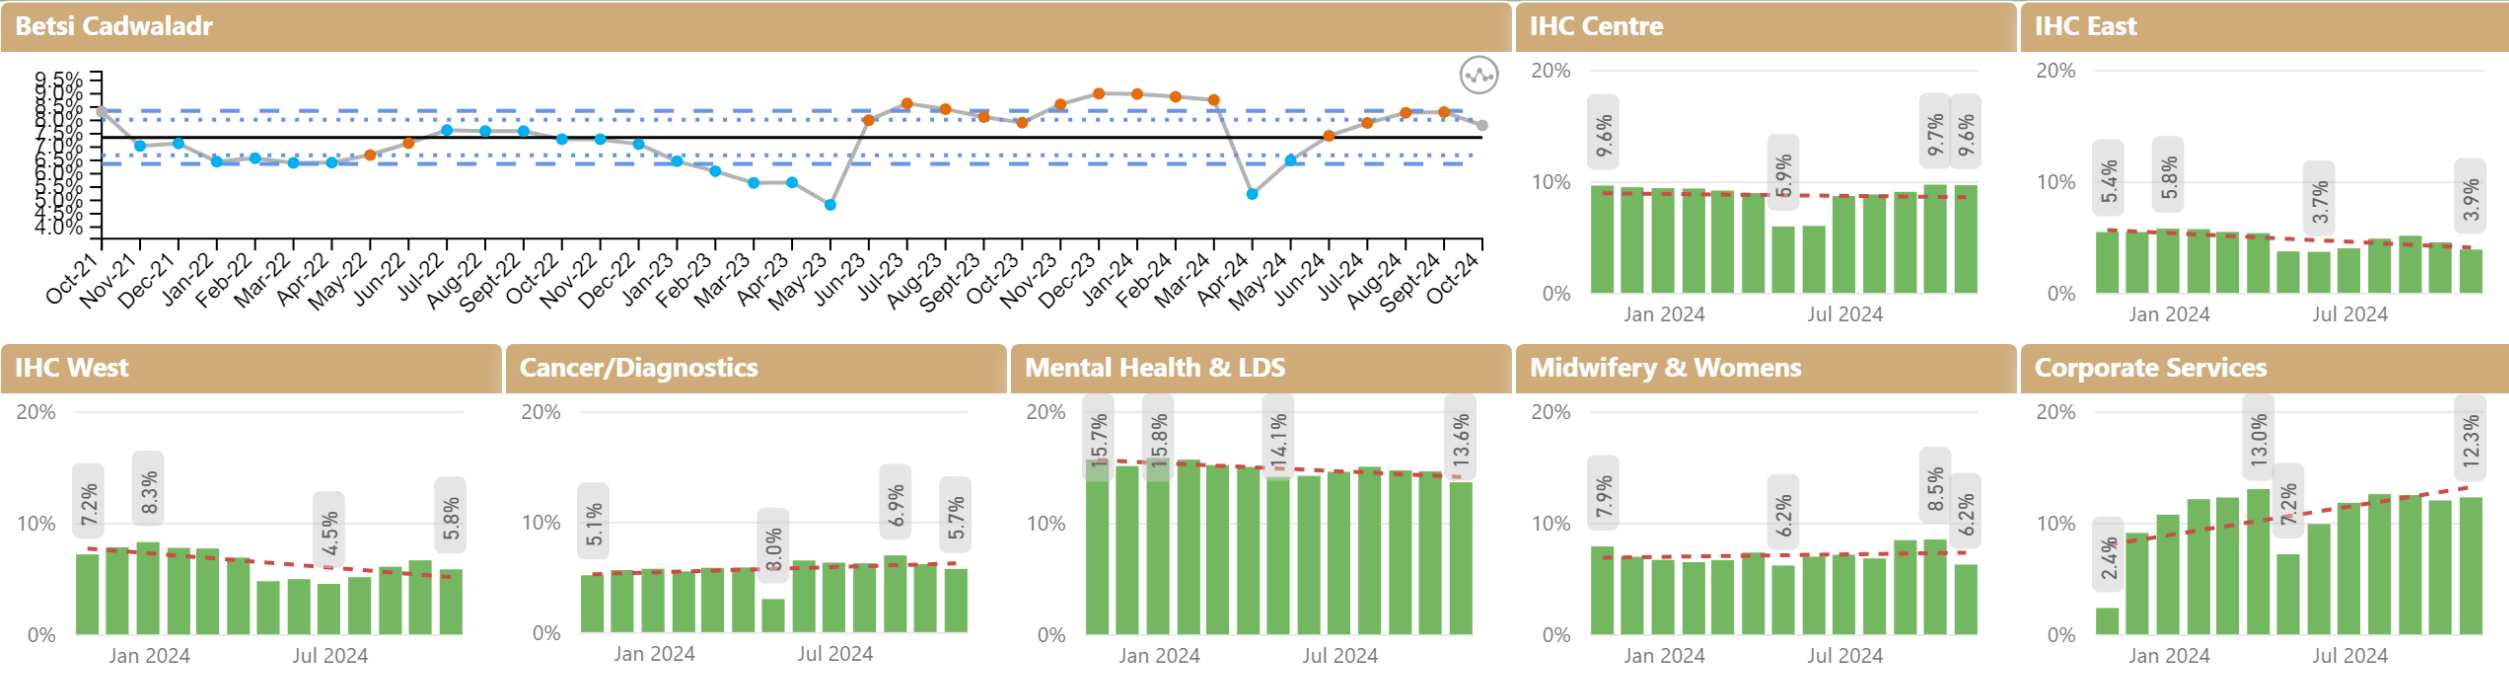 Betsi Cadwaladr
9.5%
9.0%
8.5%
8.0%
7.5%
7.0%
6.5%
6.0%
5.5%
5.0%
4.5%
4.0%
Oct-21
Nov-21
Dec-21
Jan-22
Feb-22
Mar-22
Apr-22
May-22
Jun-22
Jul-22
Aug-22
Sept-22
Oct-22
Nov-22
Dec-22
Jan-23
Feb-23
Mar-23
Apr-23
May-23
Jun-23
Jul-23
Aug-23
Sept-23
Oct-23
Nov-23
Dec-23
Jan-24
Feb-24
Mar-24
Apr-24
May-24
Jun-24
Jul-24
Aug-24
Sept-24
Oct-24
IHC Centre
20%
10%
0%
9.6%
5.9%
9.7%
9.6%
Jan 2024
Jul 2024
IHC East
20%
10%
0%
5.4%
5.8%
3.7%
3.9%
Jan 2024
Jul 2024
IHC West
20%
10%
0%
7.2%
8.3%
4.5%
5.8%
Jan 2024
Jul 2024
Cancer/Diagnostics
20%
10%
0%
5.1%
6.9%
5.7%
Jan 2024
Jul 2024
Mental Health & LDS
20%
10%
0%
15.7%
15.8%
14.1%
13.6%
Jan 2024
Jul 2024
Midwifery & Womens
20%
10%
0%
7.9%
6.2%
8.5%
6.2%
Jan 2024
Jul 2024
Corporate Services
20%
10%
0%
2.4%
13.0%
7.2%
12.3%
Jan 2024
Jul 2024